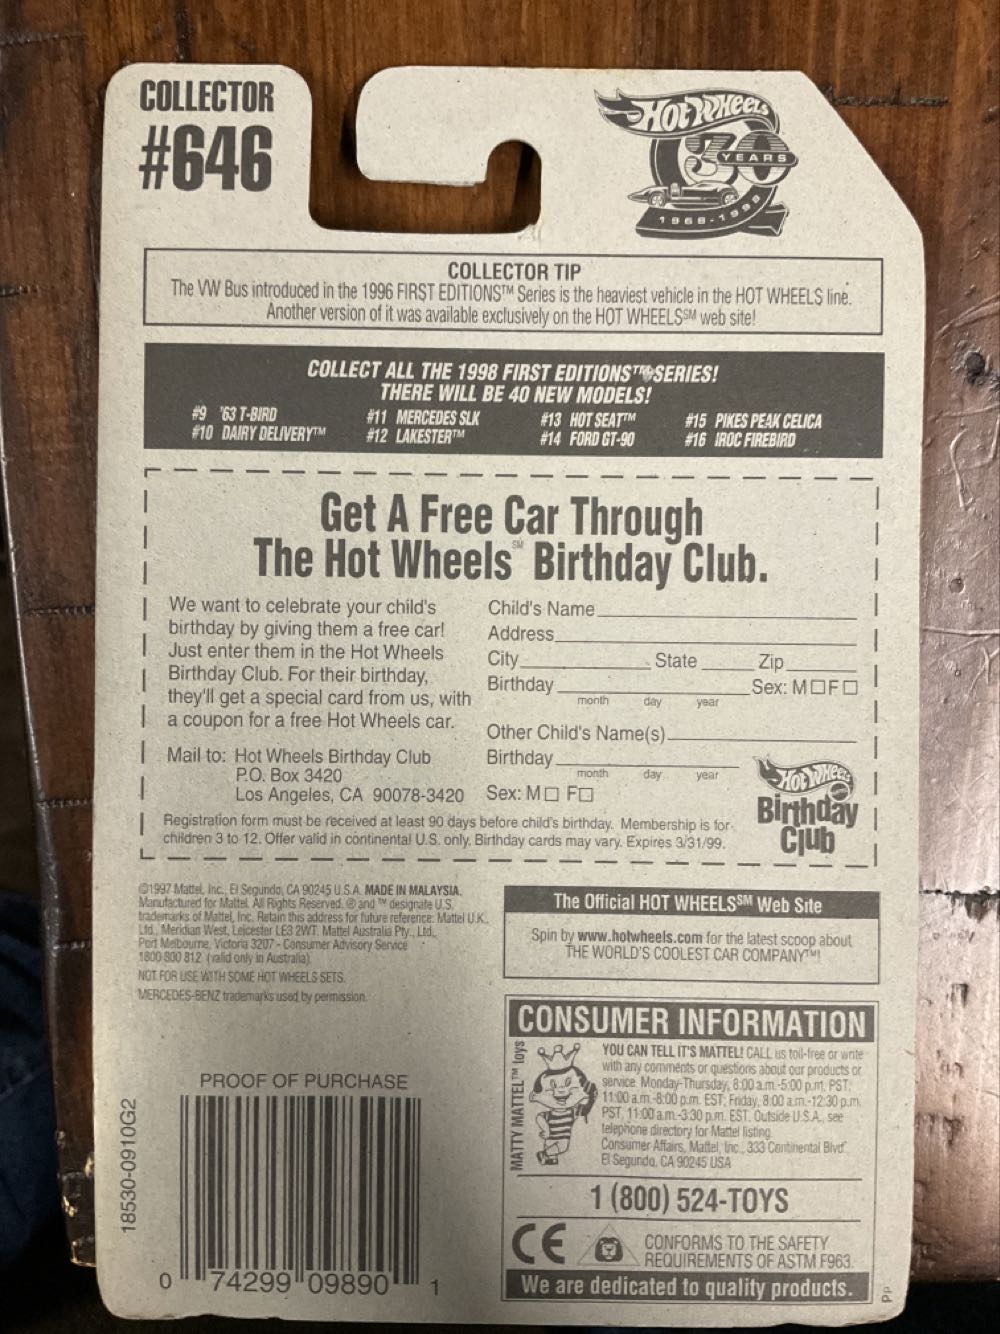 COLLECTOR
#646
HOT WHEELS
30
YEARS
1968-1998
COLLECTOR TIP
The VW Bus introduced in the 1996 FIRST EDITIONS™ Series is the heaviest vehicle in the HOT WHEELS line.
Another version of it was available exclusively on the HOT WHEELS℠ web site!
COLLECT ALL THE 1998 FIRST EDITIONS™ SERIES!
THERE WILL BE 40 NEW MODELS!
#9 '63 T-BIRD #11 MERCEDES SLK #13 HOT SEAT™ #15 PIKES PEAK CELICA
#10 DAIRY DELIVERY™ #12 LAKESTER™ #14 FORD GT-90 #16 IROC FIREBIRD
Get A Free Car Through
The Hot Wheels℠ Birthday Club.
We want to celebrate your child's
birthday by giving them a free car!
Just enter them in the Hot Wheels
Birthday Club. For their birthday,
they'll get a special card from us, with
a coupon for a free Hot Wheels car.
Mail to: Hot Wheels Birthday Club
P.O. Box 3420
Los Angeles, CA 90078-3420
Child's Name
Address
City State Zip
Birthday Sex: M☐F☐
month day year
Other Child's Name(s)
Birthday
month day year
Sex: M☐ F☐
HOT WHEELS
Birthday
Club
Registration form must be received at least 90 days before child's birthday. Membership is for
children 3 to 12. Offer valid in continental U.S. only. Birthday cards may vary. Expires 3/31/99.
©1997 Mattel, Inc., El Segundo, CA 90245 U.S.A. MADE IN MALAYSIA.
Manufactured for Mattel. All Rights Reserved. ® and ™ designate U.S.
trademarks of Mattel, Inc. Retain this address for future reference: Mattel U.K.,
Ltd., Meridian West, Leicester LE3 2WT. Mattel Australia Pty., Ltd.,
Port Melbourne, Victoria 3207 - Consumer Advisory Service
1800 800 812 (valid only in Australia).
NOT FOR USE WITH SOME HOT WHEELS SETS.
MERCEDES-BENZ trademarks used by permission.
The Official HOT WHEELS℠ Web Site
Spin by www.hotwheels.com for the latest scoop about
THE WORLD'S COOLEST CAR COMPANY™!
CONSUMER INFORMATION
MATTY MATTEL™ toys
YOU CAN TELL IT'S MATTEL! CALL us toll-free or write
with any comments or questions about our products or
service. Monday-Thursday, 8:00 a.m.-5:00 p.m. PST;
11:00 a.m.-8:00 p.m. EST; Friday, 8:00 a.m.-12:30 p.m.
PST, 11:00 a.m.-3:30 p.m. EST. Outside U.S.A., see
telephone directory for Mattel listing.
Consumer Affairs, Mattel, Inc., 333 Continental Blvd.
El Segundo, CA 90245 USA
1 (800) 524-TOYS
CE
CONFORMS TO THE SAFETY
REQUIREMENTS OF ASTM F963.
We are dedicated to quality products.
Pp
PROOF OF PURCHASE
18530-0910G2
0 74299 09890 1